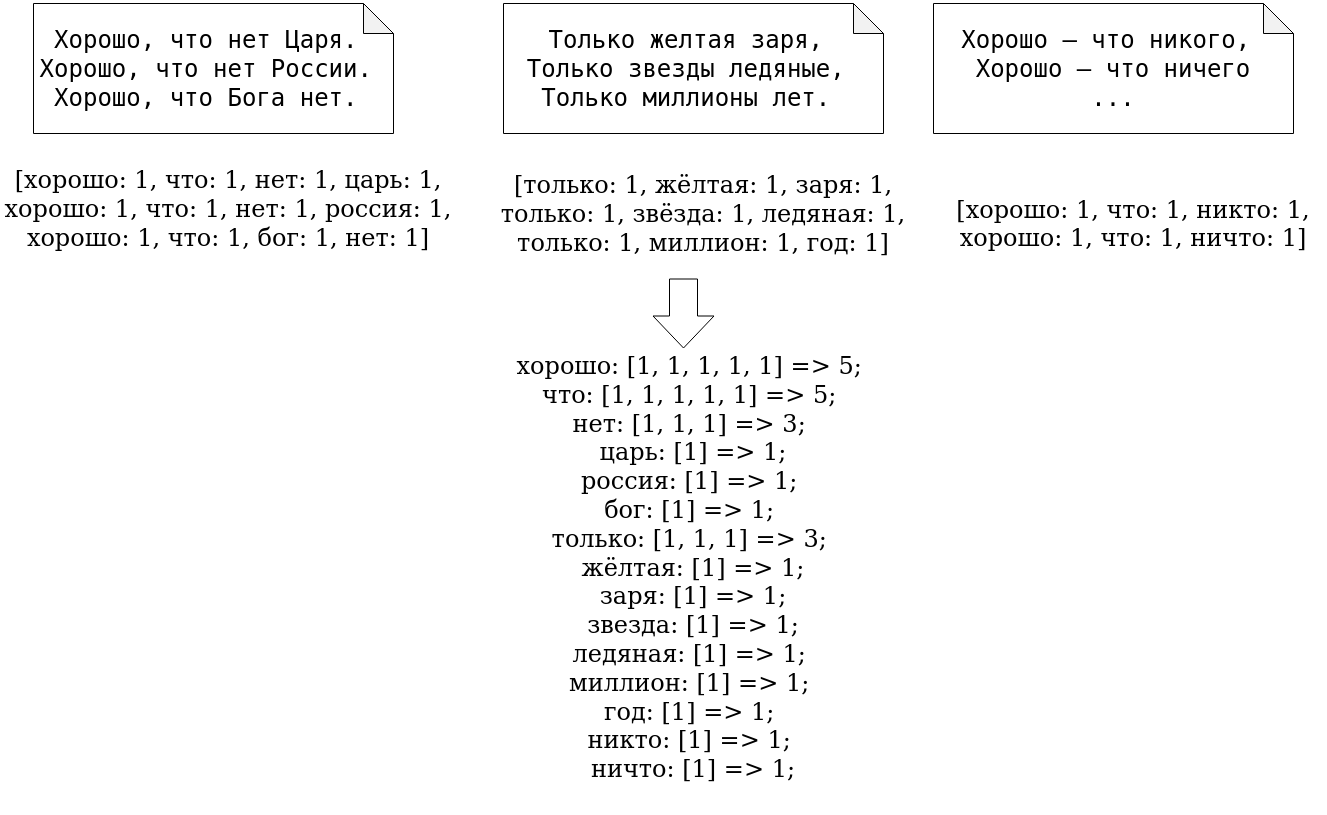 Хорошо, что нет Царя.
Хорошо, что нет России.
Хорошо, что Бога нет.
Только желтая заря,
Только звезды ледяные,
Только миллионы лет.
Хорошо – что никого,
Хорошо – что ничего
...
[хорошо: 1, что: 1, нет: 1, царь: 1,
хорошо: 1, что: 1, нет: 1, россия: 1,
хорошо: 1, что: 1, бог: 1, нет: 1]
[только: 1, жёлтая: 1, заря: 1,
только: 1, звёзда: 1, ледяная: 1,
только: 1, миллион: 1, год: 1]
[хорошо: 1, что: 1, никто: 1,
хорошо: 1, что: 1, ничто: 1]
хорошо: [1, 1, 1, 1, 1] => 5;
что: [1, 1, 1, 1, 1] => 5;
нет: [1, 1, 1] => 3;
царь: [1] => 1;
россия: [1] => 1;
бог: [1] => 1;
только: [1, 1, 1] => 3;
жёлтая: [1] => 1;
заря: [1] => 1;
звезда: [1] => 1;
ледяная: [1] => 1;
миллион: [1] => 1;
год: [1] => 1;
никто: [1] => 1;
ничто: [1] => 1;